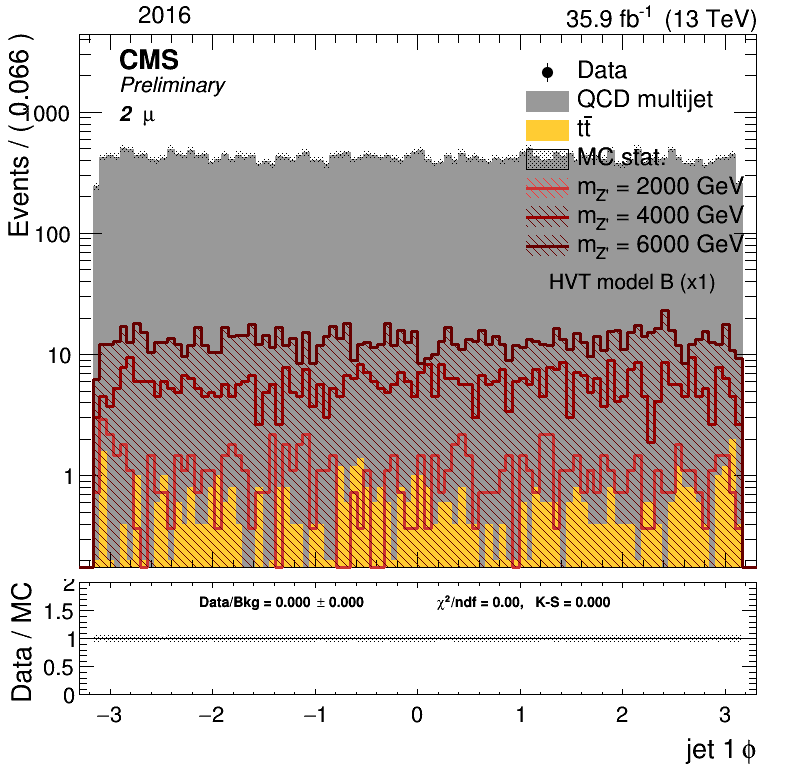 2016
35.9 fb⁻¹ (13 TeV)
CMS
Preliminary
2 μ
Data
QCD multijet
tt̄
MC stat.
m_Z' = 2000 GeV
m_Z' = 4000 GeV
m_Z' = 6000 GeV
HVT model B (x1)
Events / ( 0.066 )
1000
100
10
1
Data/Bkg = 0.000 ± 0.000
χ²/ndf = 0.00, K-S = 0.000
Data / MC
2
1.5
1
0.5
0
−3 −2 −1 0 1 2 3
jet 1 ϕ